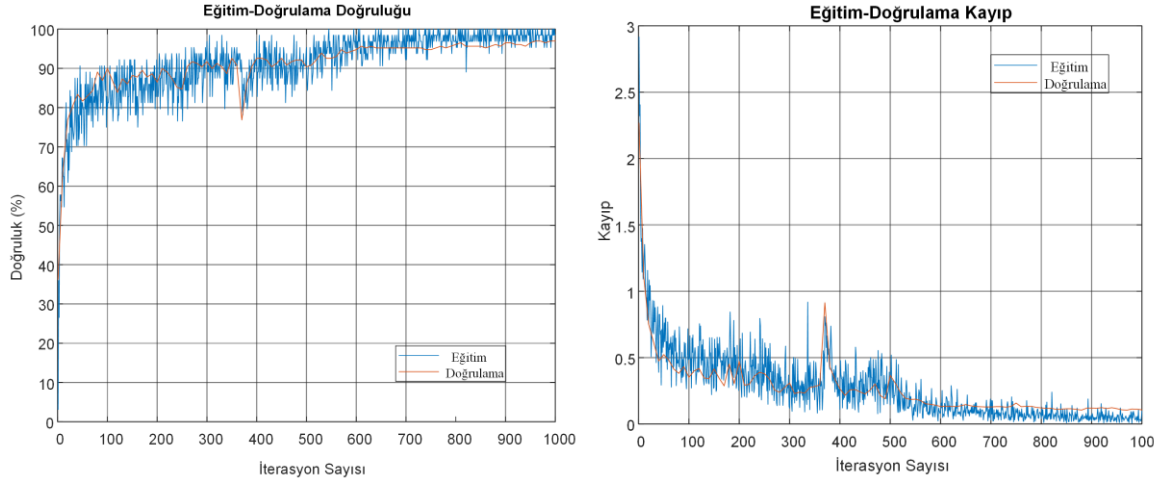 Eğitim-Doğrulama Doğruluğu
Doğruluk (%)
100
90
80
70
60
50
40
30
20
10
0
Eğitim
Doğrulama
0 100 200 300 400 500 600 700 800 900 1000
İterasyon Sayısı
Eğitim-Doğrulama Kayıp
Kayıp
3
2.5
2
1.5
1
0.5
0
Eğitim
Doğrulama
0 100 200 300 400 500 600 700 800 900 100
İterasyon Sayısı